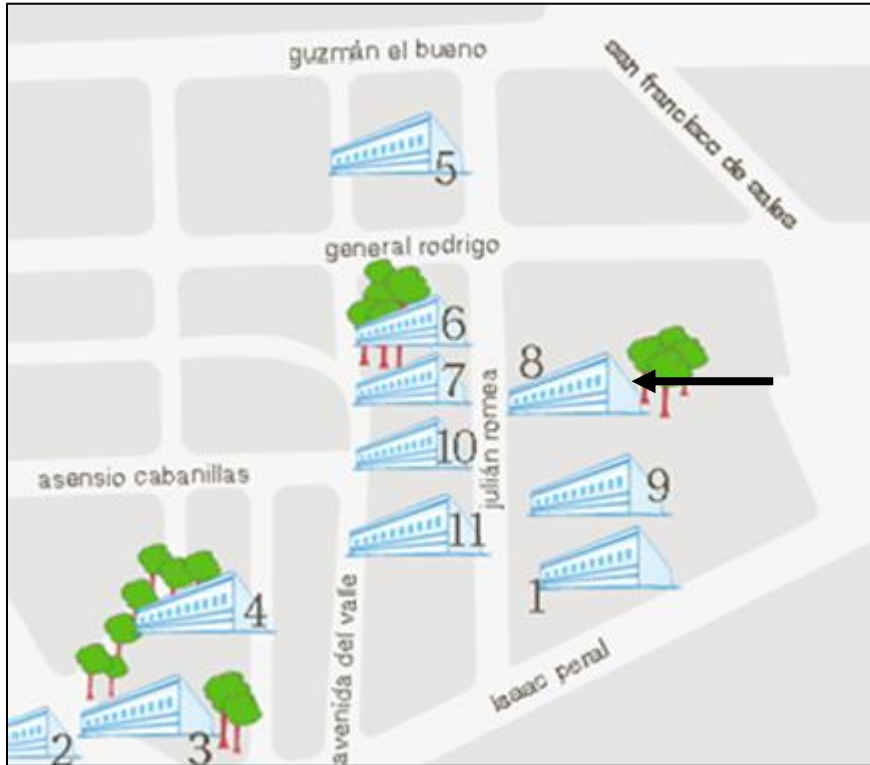 guzmán el bueno
san francisco de sales
5
general rodrigo
6
8
7
julián romea
10
asensio cabanillas
9
11
1
4
avenida del valle
isaac peral
2
3